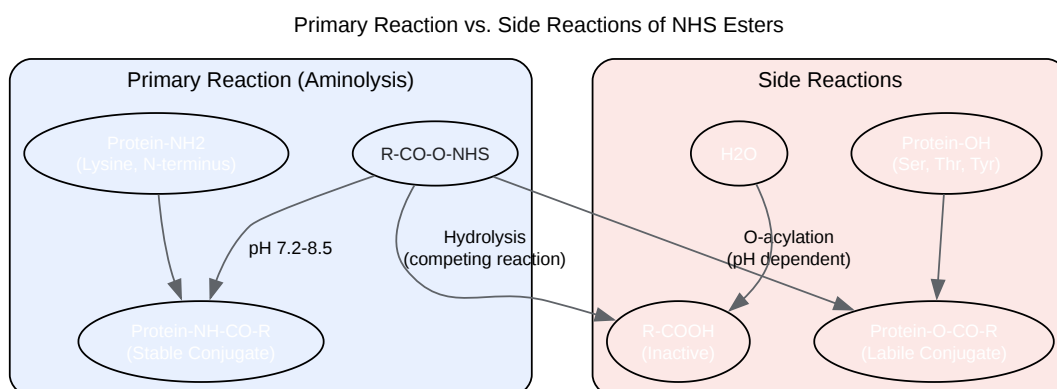 Primary Reaction vs. Side Reactions of NHS Esters
Primary Reaction (Aminolysis)
Side Reactions
Protein-NH2
(Lysine, N-terminus)
R-CO-O-NHS
H2O
Protein-OH
(Ser, Thr, Tyr)
pH 7.2-8.5
Hydrolysis
(competing reaction)
O-acylation
(pH dependent)
Protein-NH-CO-R
(Stable Conjugate)
R-COOH
(Inactive)
Protein-O-CO-R
(Labile Conjugate)